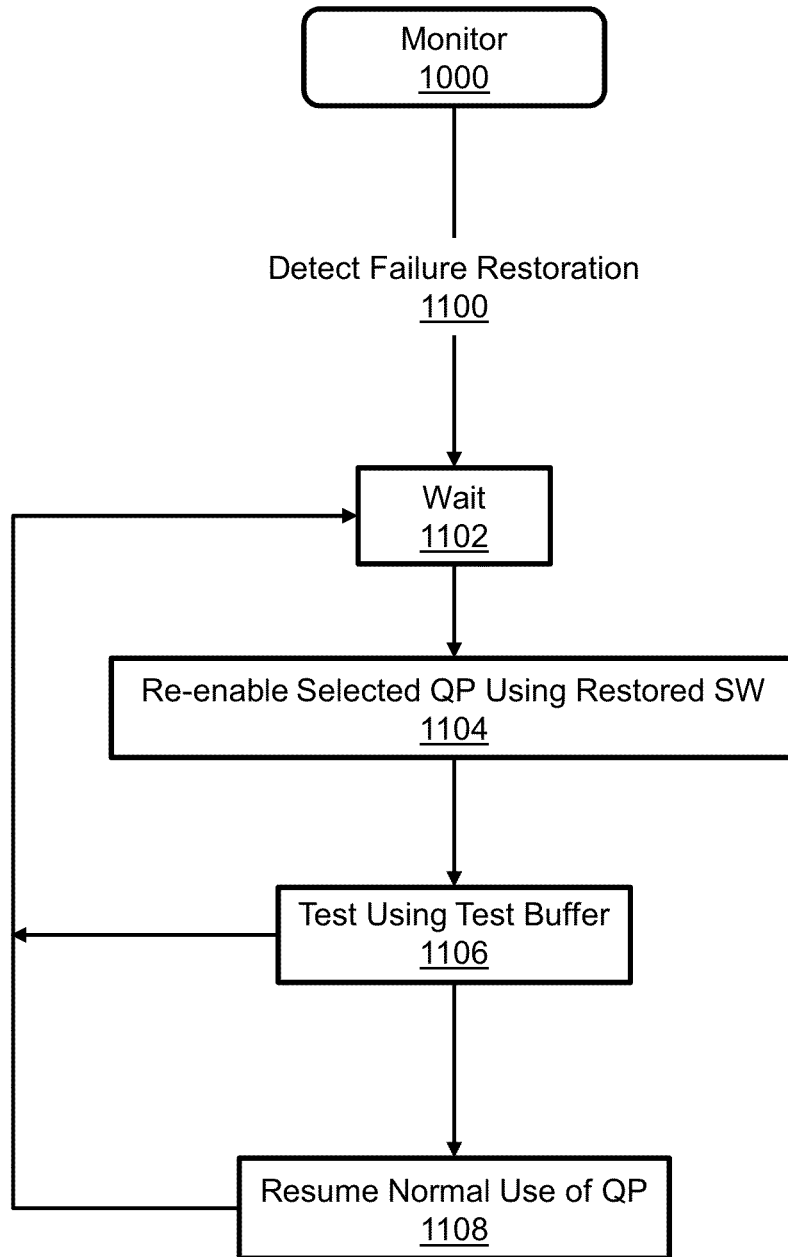 Monitor
1000
Detect Failure Restoration
1100
Wait
1102
Re-enable Selected QP Using Restored SW
1104
Test Using Test Buffer
1106
Resume Normal Use of QP
1108